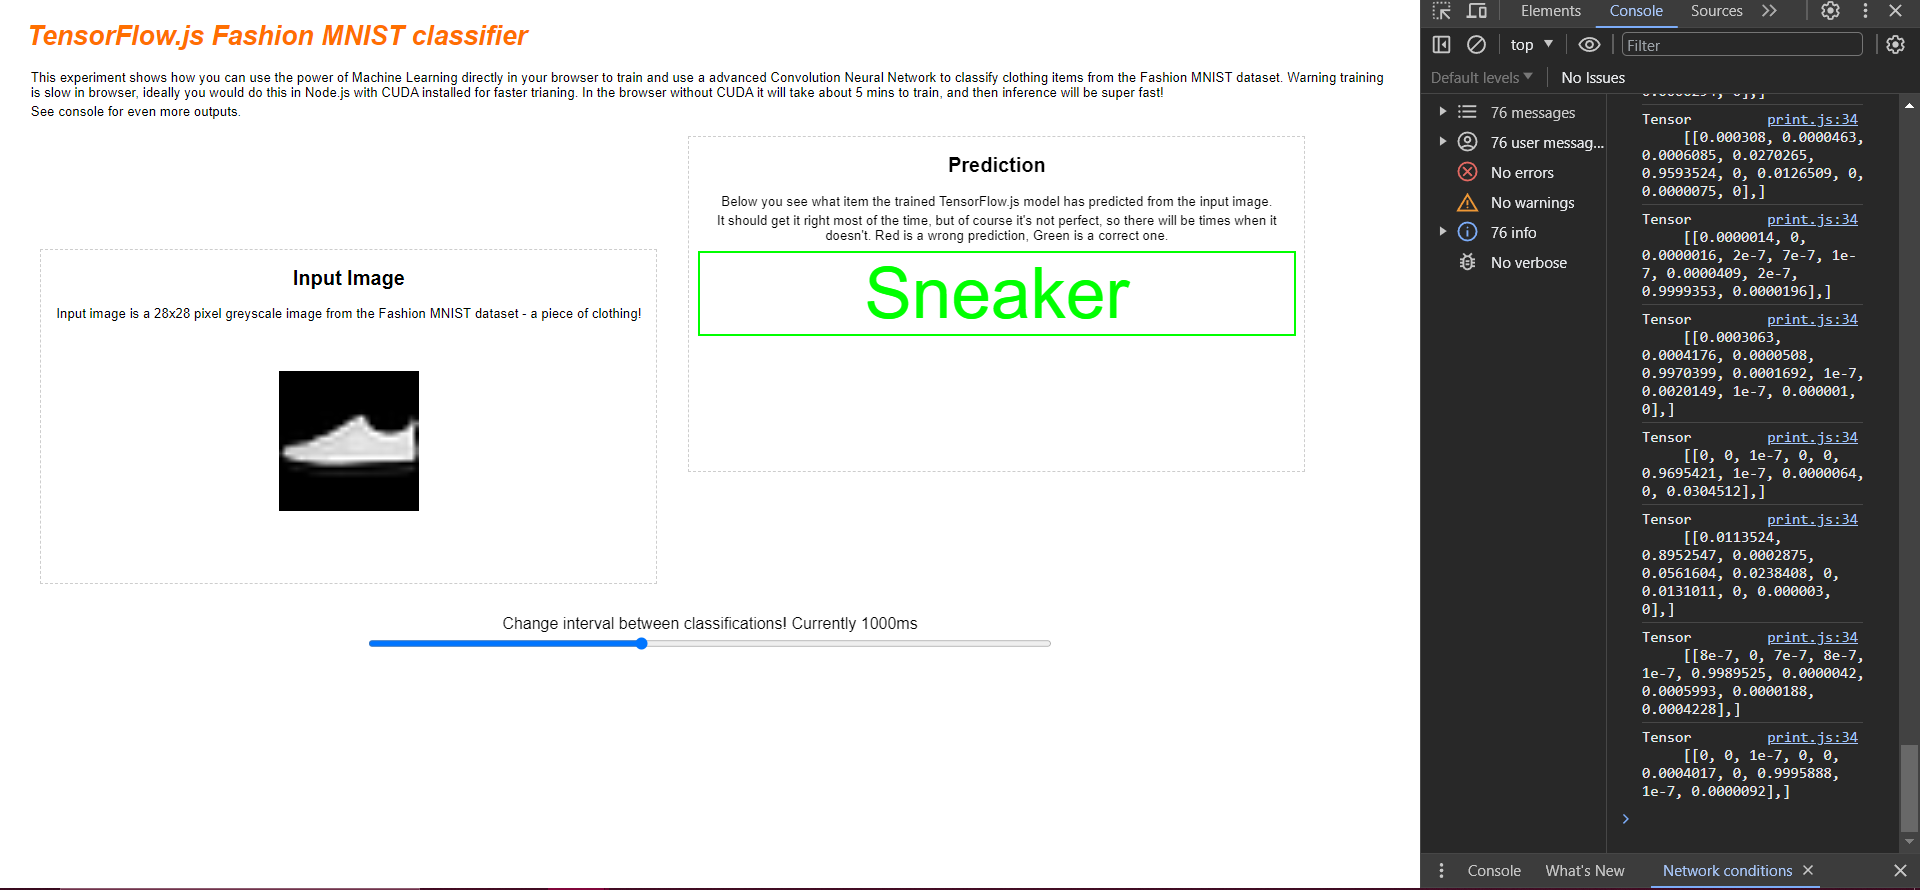 TensorFlow.js Fashion MNIST classifier
This experiment shows how you can use the power of Machine Learning directly in your browser to train and use a advanced Convolution Neural Network to classify clothing items from the Fashion MNIST dataset. Warning training
is slow in browser, ideally you would do this in Node.js with CUDA installed for faster trianing. In the browser without CUDA it will take about 5 mins to train, and then inference will be super fast!
See console for even more outputs.
Input Image
Input image is a 28x28 pixel greyscale image from the Fashion MNIST dataset - a piece of clothing!
Prediction
Below you see what item the trained TensorFlow.js model has predicted from the input image.
It should get it right most of the time, but of course it's not perfect, so there will be times when it
doesn't. Red is a wrong prediction, Green is a correct one.
Sneaker
Change interval between classifications! Currently 1000ms
Elements Console Sources
top Filter
Default levels No Issues
76 messages
76 user messag...
No errors
No warnings
76 info
No verbose
Tensor print.js:34
[[0.000308, 0.0000463,
0.0006085, 0.0270265,
0.9593524, 0, 0.0126509, 0,
0.0000075, 0],]
Tensor print.js:34
[[0.0000014, 0,
0.0000016, 2e-7, 7e-7, 1e-
7, 0.0000409, 2e-7,
0.9999353, 0.0000196],]
Tensor print.js:34
[[0.0003063,
0.0004176, 0.0000508,
0.9970399, 0.0001692, 1e-7,
0.0020149, 1e-7, 0.000001,
0],]
Tensor print.js:34
[[0, 0, 1e-7, 0, 0,
0.9695421, 1e-7, 0.0000064,
0, 0.0304512],]
Tensor print.js:34
[[0.0113524,
0.8952547, 0.0002875,
0.0561604, 0.0238408, 0,
0.0131011, 0, 0.000003,
0],]
Tensor print.js:34
[[8e-7, 0, 7e-7, 8e-7,
1e-7, 0.9989525, 0.0000042,
0.0005993, 0.0000188,
0.0004228],]
Tensor print.js:34
[[0, 0, 1e-7, 0, 0,
0.0004017, 0, 0.9995888,
1e-7, 0.0000092],]
Console What's New Network conditions